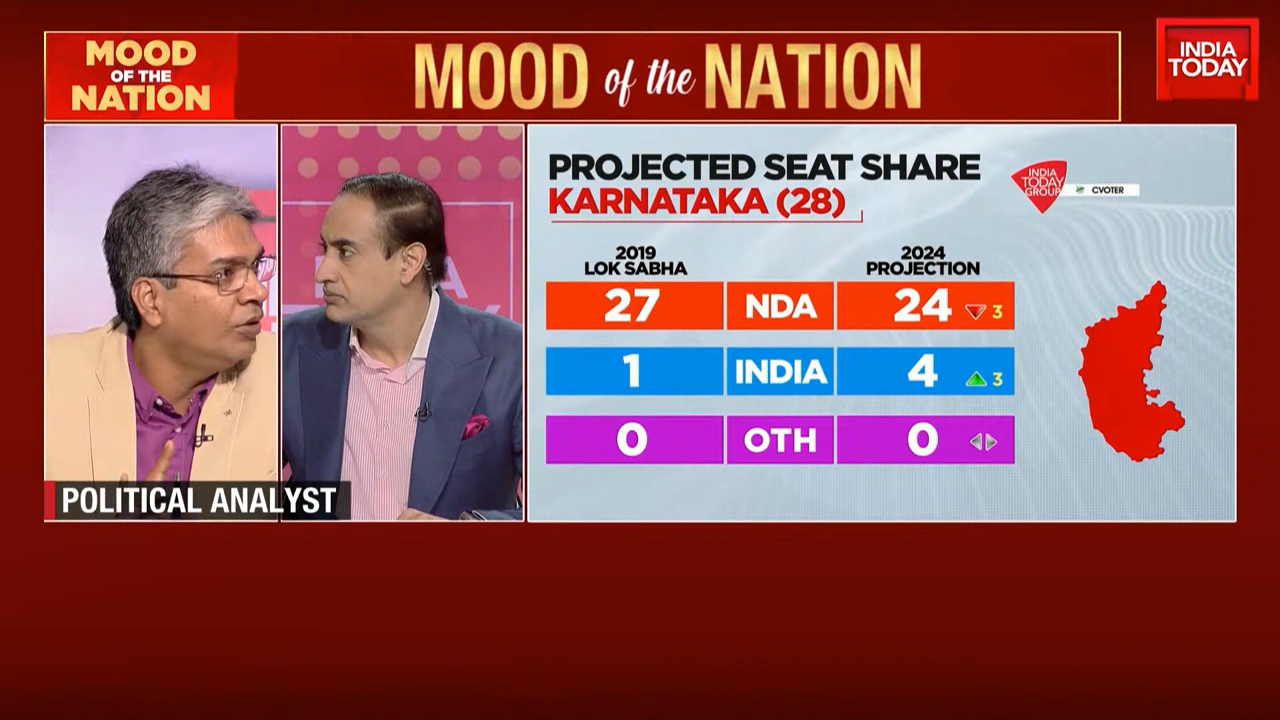 MOOD
OF THE
NATION
MOOD of the NATION
INDIA
TODAY
PROJECTED SEAT SHARE
KARNATAKA (28)
INDIA
TODAY
GROUP
CVOTER
2019
LOK SABHA
2024
PROJECTION
27 NDA 24 3
1 INDIA 4 3
0 OTH 0
POLITICAL ANALYST